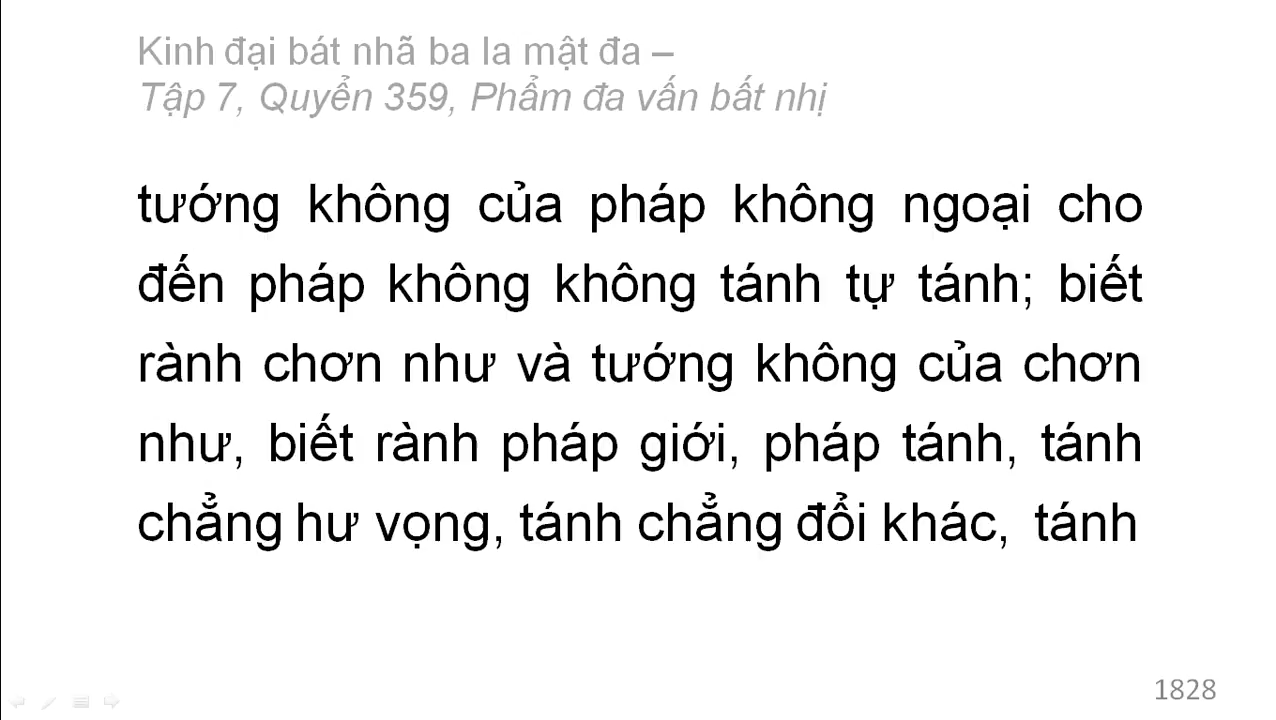 Kinh đại bát nhã ba la mật đa –
Tập 7, Quyển 359, Phẩm đa vấn bất nhị
tướng không của pháp không ngoại cho
đến pháp không không tánh tự tánh; biết
rành chơn như và tướng không của chơn
như, biết rành pháp giới, pháp tánh, tánh
chẳng hư vọng, tánh chẳng đổi khác, tánh
1828